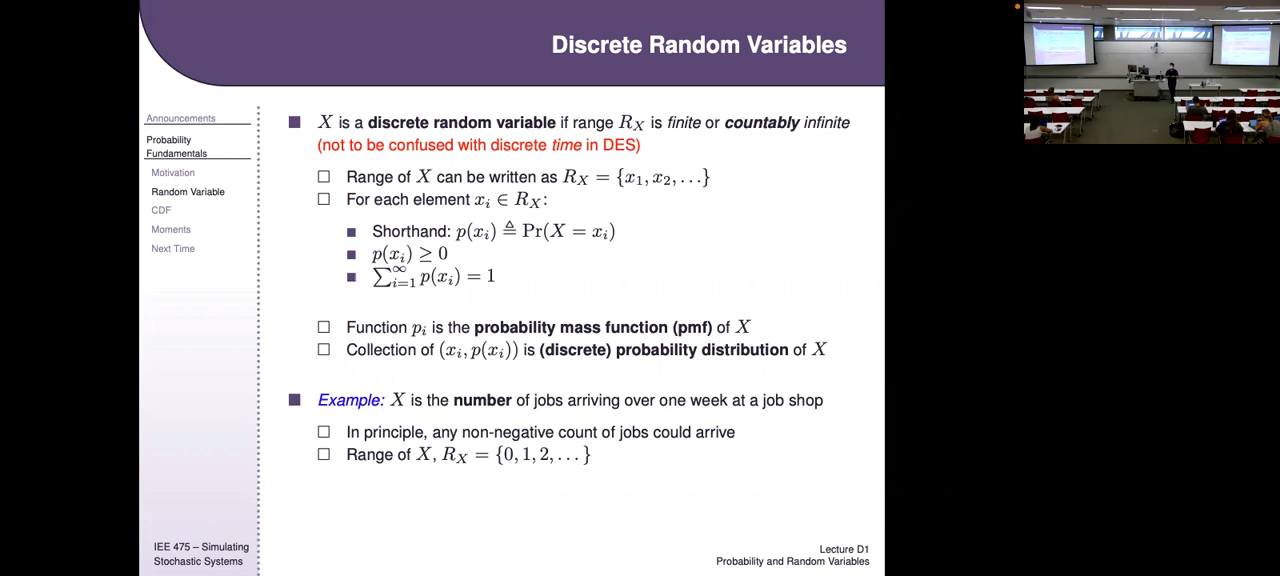 Discrete Random Variables
Announcements
Probability
Fundamentals
Motivation
Random Variable
CDF
Moments
Next Time
X is a discrete random variable if range R_X is finite or countably infinite
(not to be confused with discrete time in DES)
Range of X can be written as R_X = {x_1, x_2, …}
For each element x_i ∈ R_X:
Shorthand: p(x_i) ≜ Pr(X = x_i)
p(x_i) ≥ 0
∑_{i=1}^∞ p(x_i) = 1
Function p_i is the probability mass function (pmf) of X
Collection of (x_i, p(x_i)) is (discrete) probability distribution of X
Example: X is the number of jobs arriving over one week at a job shop
In principle, any non-negative count of jobs could arrive
Range of X, R_X = {0, 1, 2, …}
IEE 475 – Simulating
Stochastic Systems
Lecture D1
Probability and Random Variables